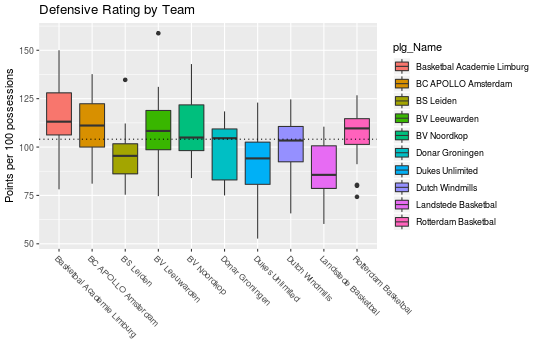 Defensive Rating by Team
Points per 100 possessions
150
125
100
75
50
Basketbal Academie Limburg
BC APOLLO Amsterdam
BS Leiden
BV Leeuwarden
BV Noordkop
Donar Groningen
Dukes Unlimited
Dutch Windmills
Landstede Basketbal
Rotterdam Basketbal
plg_Name
Basketbal Academie Limburg
BC APOLLO Amsterdam
BS Leiden
BV Leeuwarden
BV Noordkop
Donar Groningen
Dukes Unlimited
Dutch Windmills
Landstede Basketbal
Rotterdam Basketbal